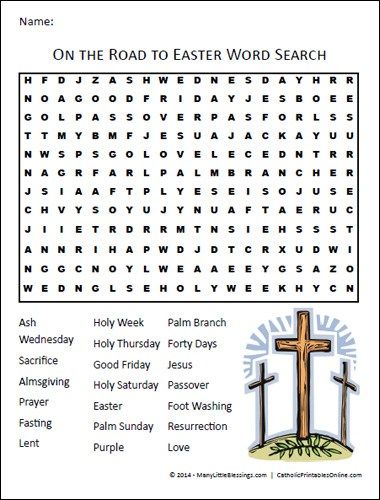 Name:
ON THE ROAD TO EASTER WORD SEARCH
H F D J Z A S H W E D N E S D A Y H R R
N O A G O O D F R I D A Y J E S B O E E
G O L P A S S O V E R P A S F O R L S S
T T M Y B M F J E S U A J A C K A Y U U
N W S P S G O L O V E L E C E D N T R R
N A G R F A R L P A L M B R A N C H E R
J S I A A F T P L Y E S E I S O J U S E
C H V Y S O Y U J Y N U A F T A E R U C
J I I E T R D R R M T N S I E H S S S T
A N N R I H A P W D J D T C R X U D W I
N G G C N O Y L W E A A E E Y G S A Z O
W E D N G L S E H O L Y W E E K H Y C N
Ash Wednesday
Sacrifice
Almsgiving
Prayer
Fasting
Lent
Holy Week
Holy Thursday
Good Friday
Holy Saturday
Easter
Palm Sunday
Purple
Palm Branch
Forty Days
Jesus
Passover
Foot Washing
Resurrection
Love
© 2014 - ManyLittleBlessings.com | CatholicPrintablesOnline.com